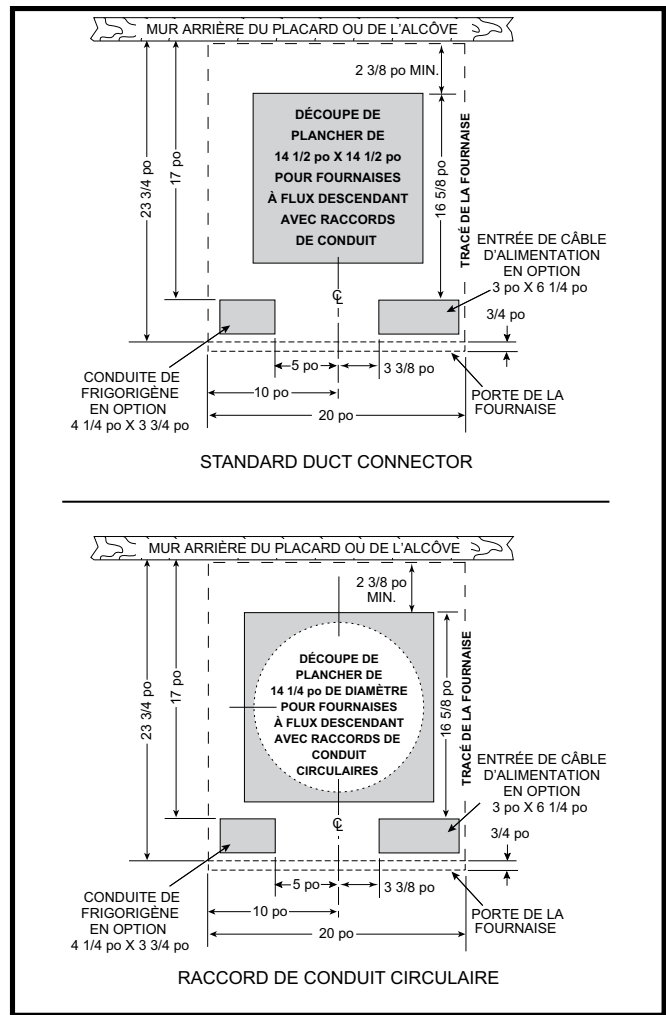 MUR ARRIÈRE DU PLACARD OU DE L'ALCÔVE
2 3/8 po MIN.
DÉCOUPE DE
PLANCHER DE
14 1/2 po X 14 1/2 po
POUR FOURNAISES
À FLUX DESCENDANT
AVEC RACCORDS
DE CONDUIT
23 3/4 po
17 po
16 5/8 po
TRACÉ DE LA FOURNAISE
ENTRÉE DE CÂBLE
D'ALIMENTATION
EN OPTION
3 po X 6 1/4 po
3/4 po
CL
5 po
3 3/8 po
CONDUITE DE
FRIGORIGÈNE
EN OPTION
4 1/4 po X 3 3/4 po
10 po
20 po
PORTE DE LA
FOURNAISE
STANDARD DUCT CONNECTOR
MUR ARRIÈRE DU PLACARD OU DE L'ALCÔVE
2 3/8 po
MIN.
DÉCOUPE DE
PLANCHER DE
14 1/4 po DE DIAMÈTRE
POUR FOURNAISES
À FLUX DESCENDANT
AVEC RACCORDS DE
CONDUIT
CIRCULAIRES
23 3/4 po
17 po
16 5/8 po
TRACÉ DE LA FOURNAISE
ENTRÉE DE CÂBLE
D'ALIMENTATION
EN OPTION
3 po X 6 1/4 po
3/4 po
CL
5 po
3 3/8 po
CONDUITE DE
FRIGORIGÈNE
EN OPTION
4 1/4 po X 3 3/4 po
10 po
20 po
PORTE DE LA
FOURNAISE
RACCORD DE CONDUIT CIRCULAIRE